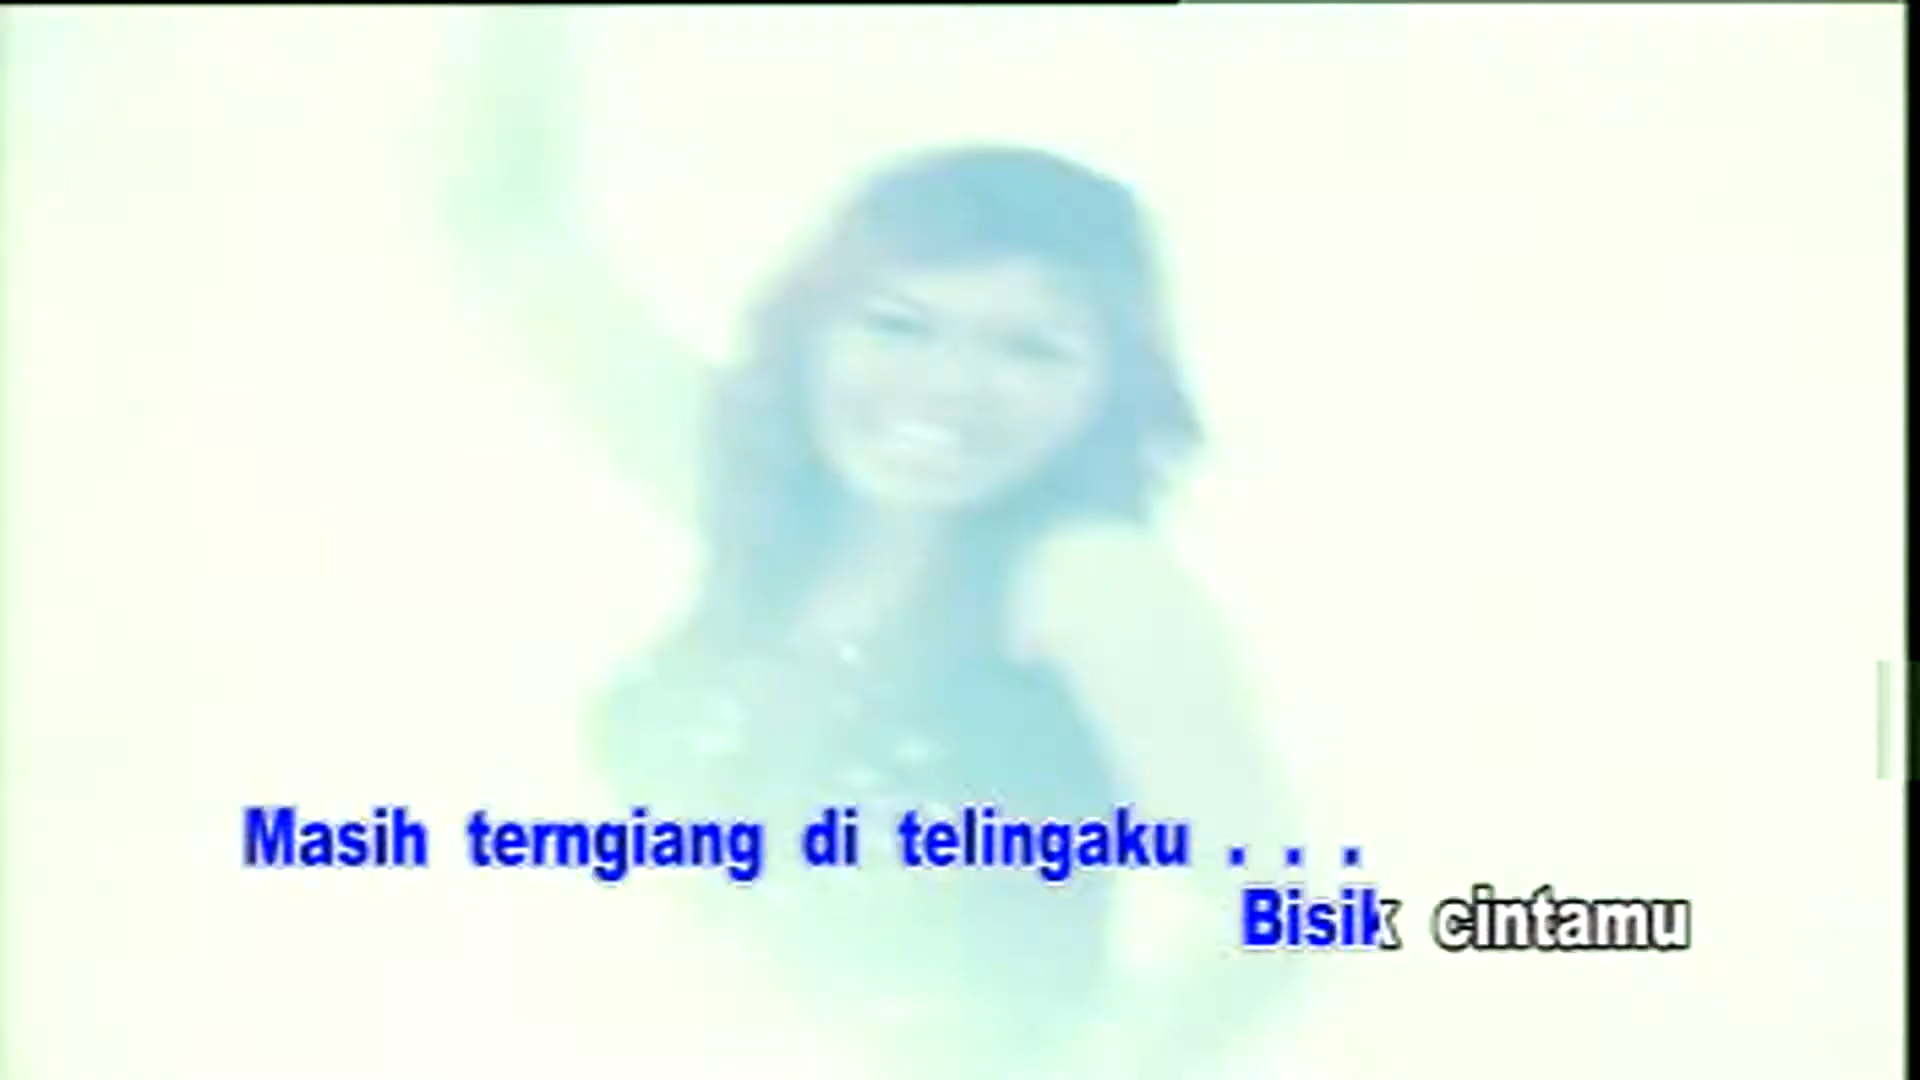 Masih terngiang di telingaku . . .
Bisik cintamu